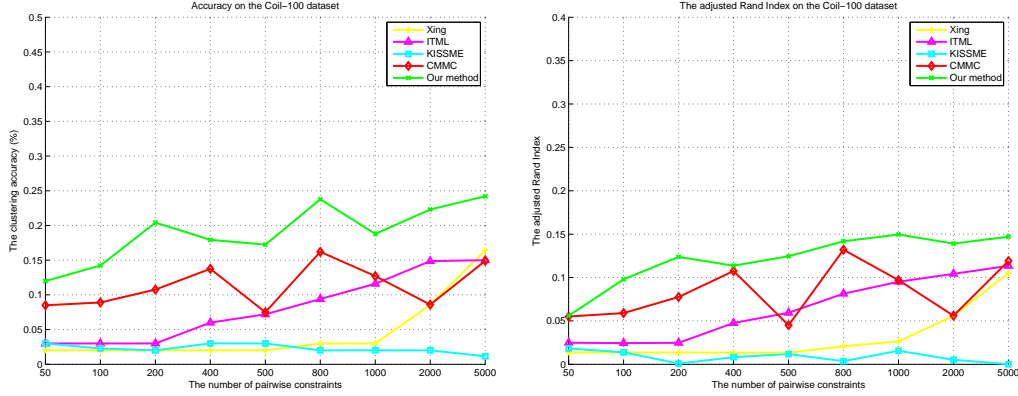 Accuracy on the Coil−100 dataset
0.5
0.45
0.4
0.35
0.3
0.25
0.2
0.15
0.1
0.05
0
The clustering accuracy (%)
50 100 200 400 500 800 1000 2000 5000
The number of pairwise constraints
Xing
ITML
KISSME
CMMC
Our method
The adjusted Rand Index on the Coil−100 dataset
0.4
0.35
0.3
0.25
0.2
0.15
0.1
0.05
0
The adjusted Rand Index
50 100 200 400 500 800 1000 2000 5000
The number of pairwise constraints
Xing
ITML
KISSME
CMMC
Our method